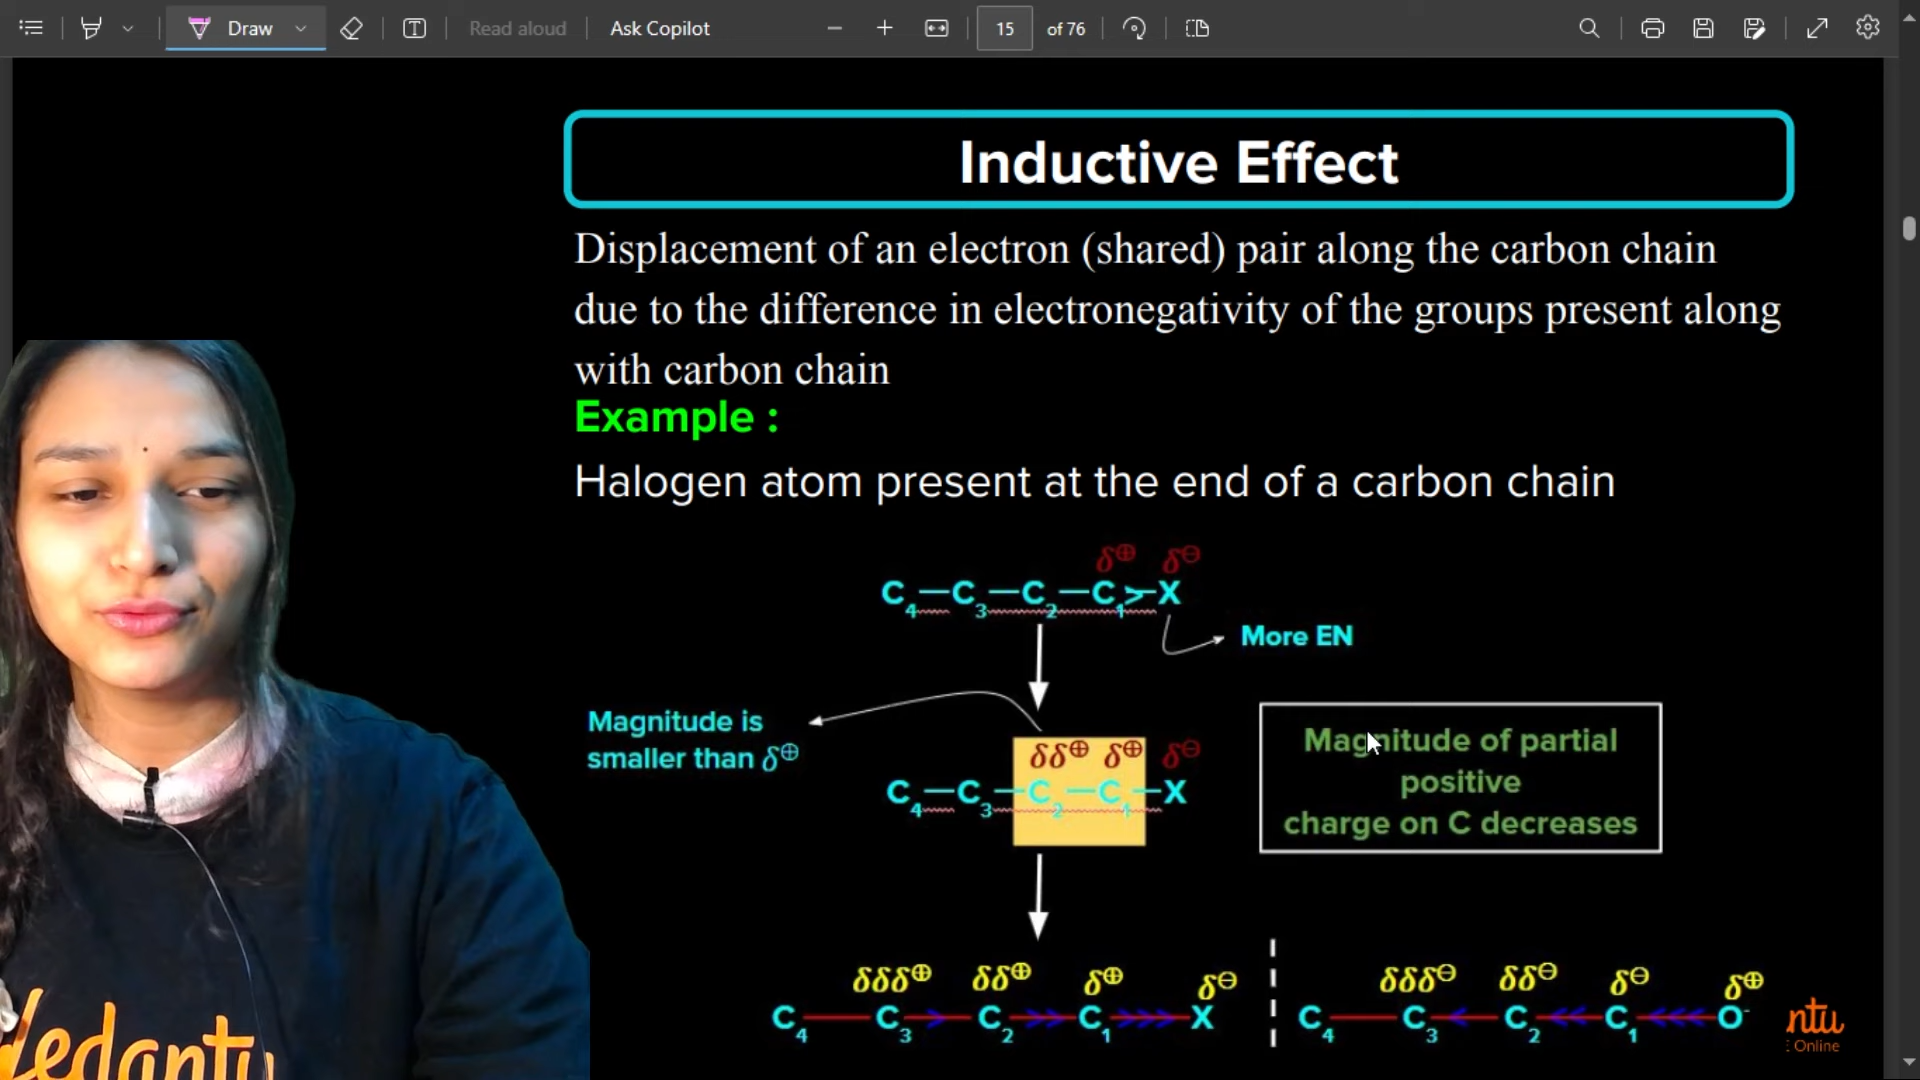 Draw
Read aloud
Ask Copilot
15 of 76
Inductive Effect
Displacement of an electron (shared) pair along the carbon chain
due to the difference in electronegativity of the groups present along
with carbon chain
Example :
Halogen atom present at the end of a carbon chain
δ⊕ δ⊖
C₄—C₃—C₂—C₁>—X
More EN
Magnitude is
smaller than δ⊕
δδ⊕ δ⊕ δ⊖
C₄—C₃—C₂—C₁—X
Magnitude of partial
positive
charge on C decreases
δδδ⊕ δδ⊕ δ⊕ δ⊖
C₄ C₃ C₂ C₁ X
δδδ⊖ δδ⊖ δ⊖ δ⊕
C₄ C₃ C₂ C₁ O⁻
ntu
Online
Vedantu